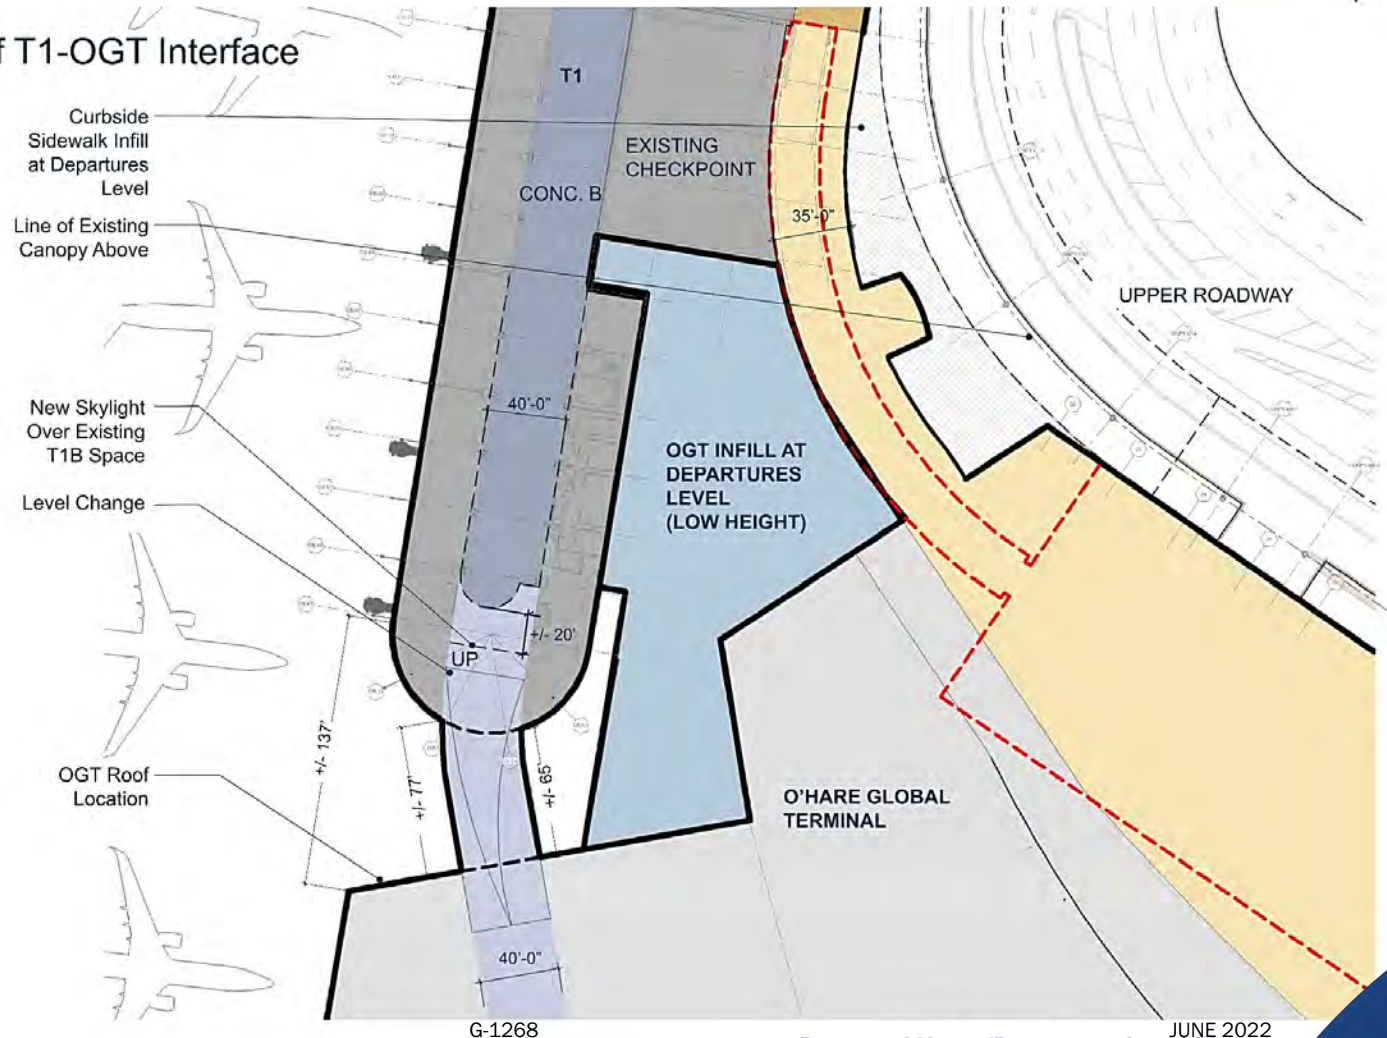 T1-OGT Interface
Curbside
Sidewalk Infill
at Departures
Level
Line of Existing
Canopy Above
New Skylight
Over Existing
T1B Space
Level Change
OGT Roof
Location
T1
CONC. B
EXISTING
CHECKPOINT
35'-0"
UPPER ROADWAY
40'-0"
OGT INFILL AT
DEPARTURES
LEVEL
(LOW HEIGHT)
+/- 20'
UP
+/- 137'
+/- 77'
+/- 65'
O'HARE GLOBAL
TERMINAL
40'-0"
G-1268
JUNE 2022